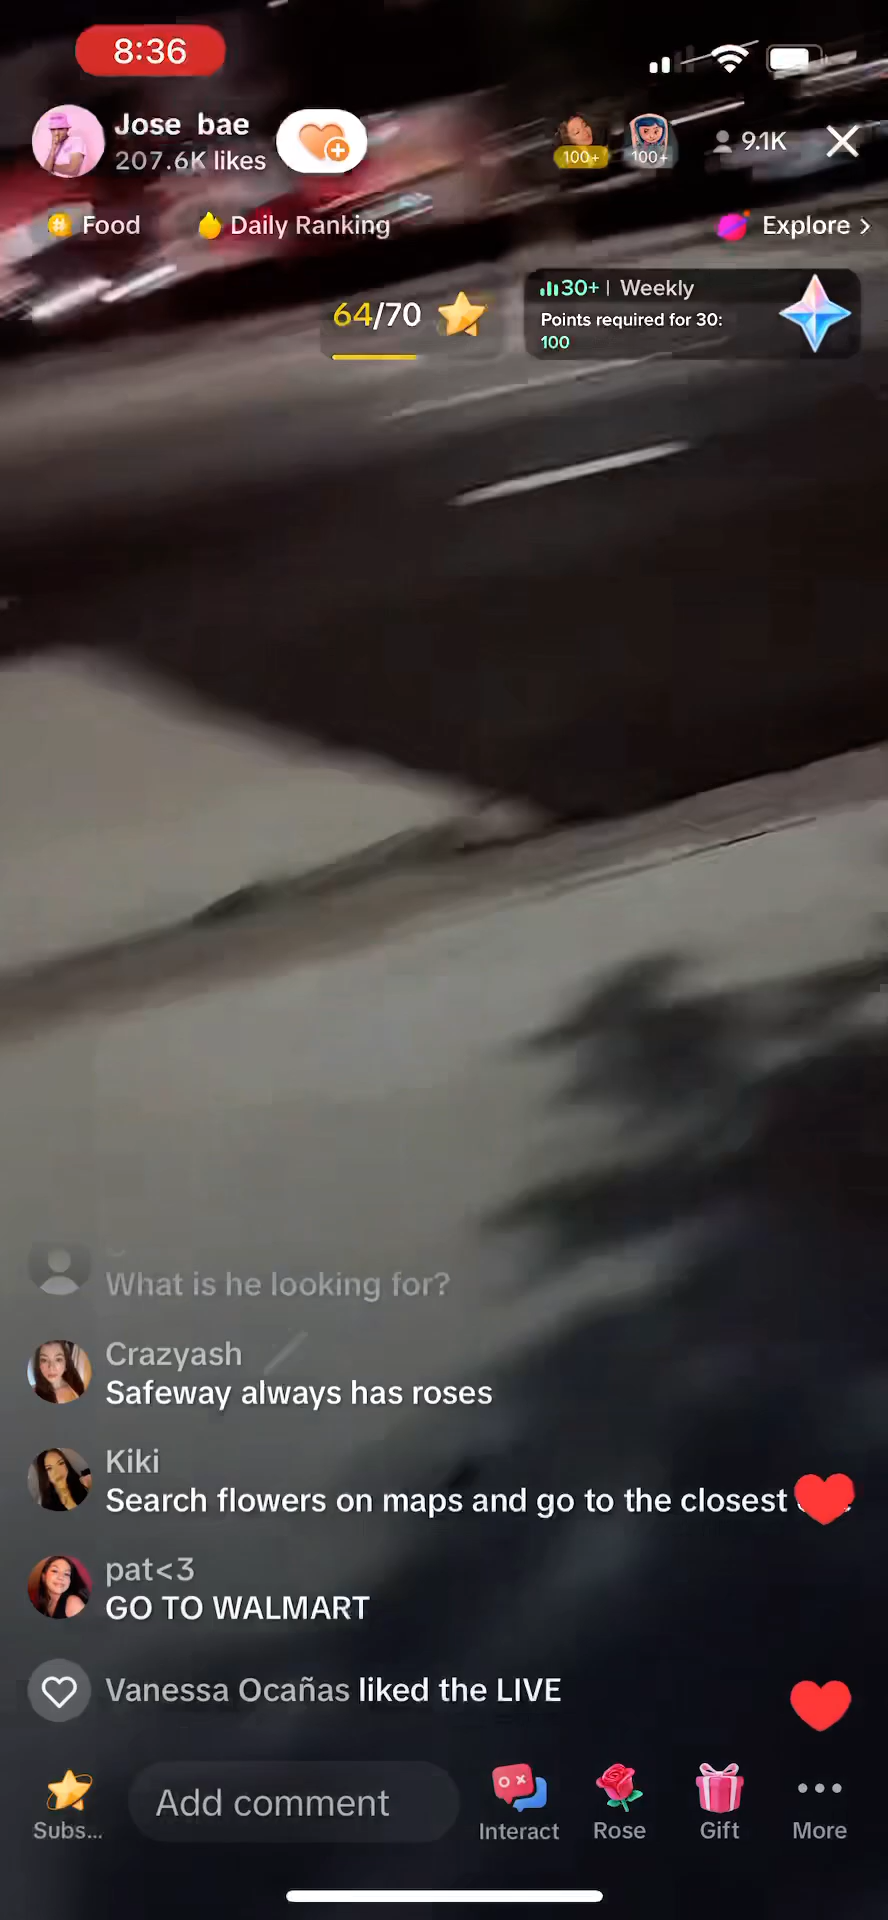 8:36
Jose bae
207.6K likes
100+
100+
9.1K
Food
Daily Ranking
Explore >
64/70
30+ | Weekly
Points required for 30:
100
What is he looking for?
Crazyash
Safeway always has roses
Kiki
Search flowers on maps and go to the closest
pat<3
GO TO WALMART
Vanessa Ocañas liked the LIVE
Subs...
Add comment
Interact
Rose
Gift
More